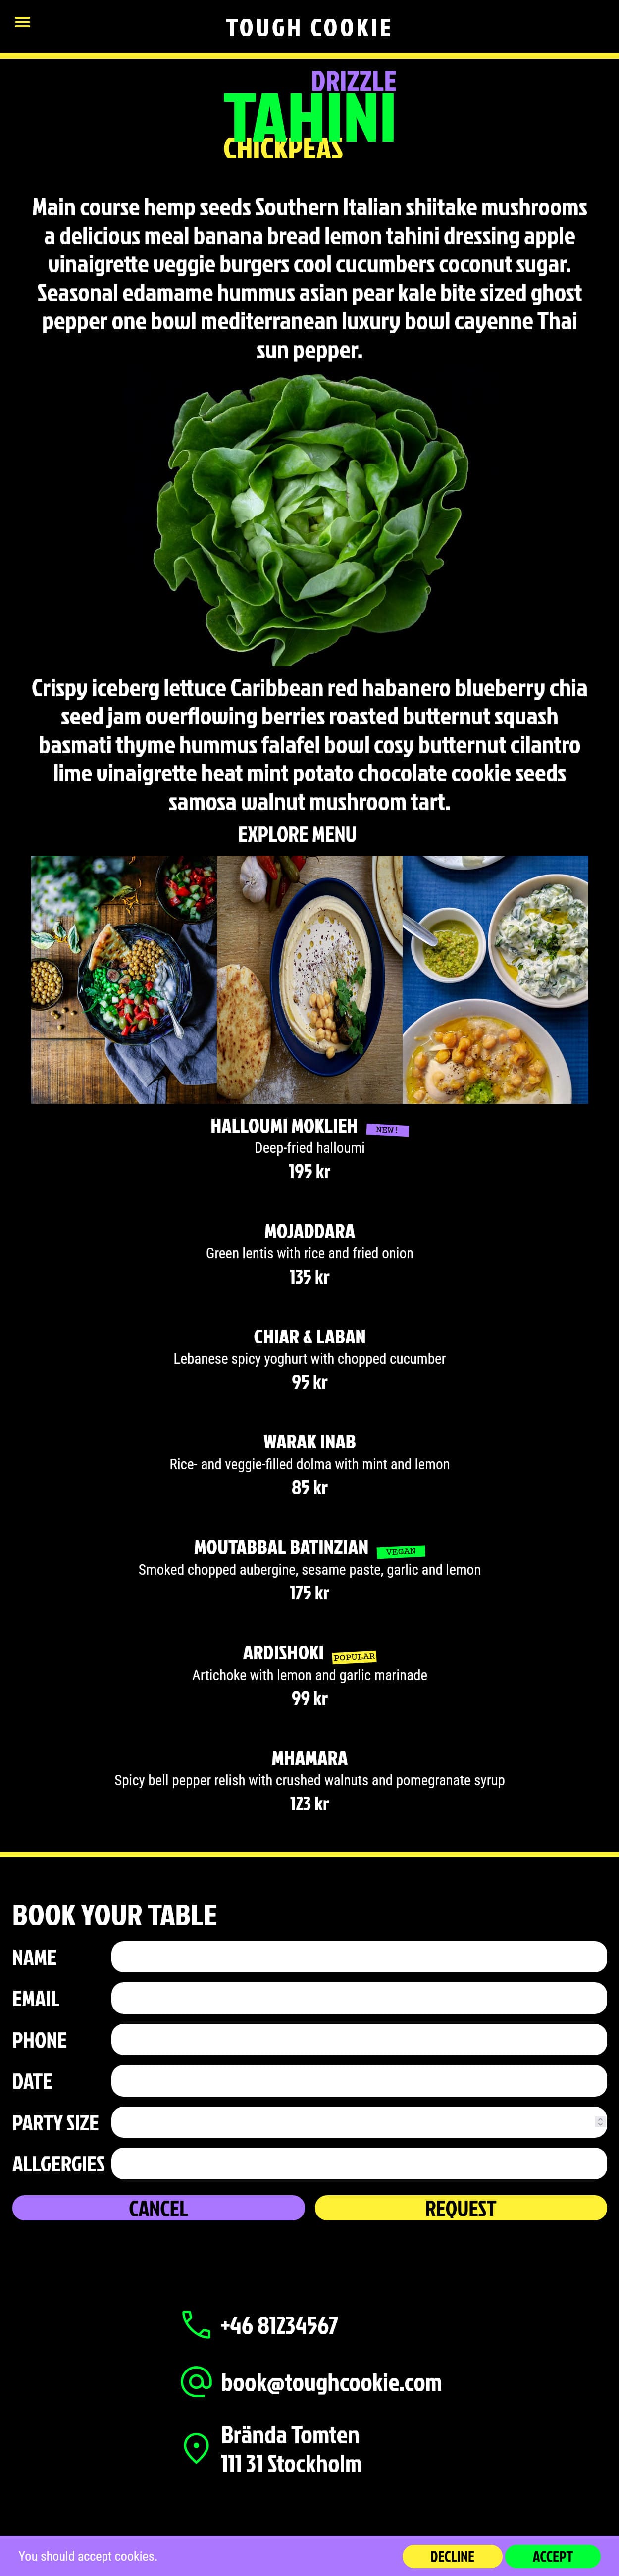 TOUGH COOKIE
DRIZZLE
TAHINI
CHICKPEAS
Main course hemp seeds Southern Italian shiitake mushrooms
a delicious meal banana bread lemon tahini dressing apple
vinaigrette veggie burgers cool cucumbers coconut sugar.
Seasonal edamame hummus asian pear kale bite sized ghost
pepper one bowl mediterranean luxury bowl cayenne Thai
sun pepper.
Crispy iceberg lettuce Caribbean red habanero blueberry chia
seed jam overflowing berries roasted butternut squash
basmati thyme hummus falafel bowl cosy butternut cilantro
lime vinaigrette heat mint potato chocolate cookie seeds
samosa walnut mushroom tart.
EXPLORE MENU
HALLOUMI MOKLIEH NEW!
Deep-fried halloumi
195 kr
MOJADDARA
Green lentis with rice and fried onion
135 kr
CHIAR & LABAN
Lebanese spicy yoghurt with chopped cucumber
95 kr
WARAK INAB
Rice- and veggie-filled dolma with mint and lemon
85 kr
MOUTABBAL BATINZIAN VEGAN
Smoked chopped aubergine, sesame paste, garlic and lemon
175 kr
ARDISHOKI POPULAR
Artichoke with lemon and garlic marinade
99 kr
MHAMARA
Spicy bell pepper relish with crushed walnuts and pomegranate syrup
123 kr
BOOK YOUR TABLE
NAME
EMAIL
PHONE
DATE
PARTY SIZE
ALLGERGIES
CANCEL REQUEST
+46 81234567
book@toughcookie.com
Brända Tomten
111 31 Stockholm
You should accept cookies. DECLINE ACCEPT